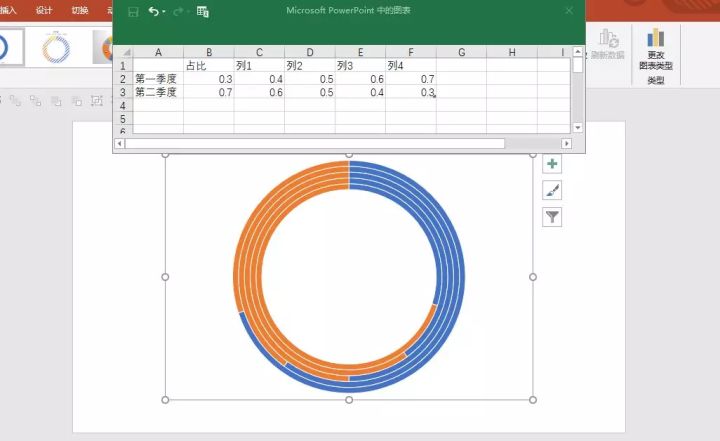 Microsoft PowerPoint 中的图表
插入 设计 切换
刷新数据
更改
图表类型
类型
A B C D E F G H I
1 占比 列1 列2 列3 列4
2 第一季度 0.3 0.4 0.5 0.6 0.7
3 第二季度 0.7 0.6 0.5 0.4 0.3
4
5
6